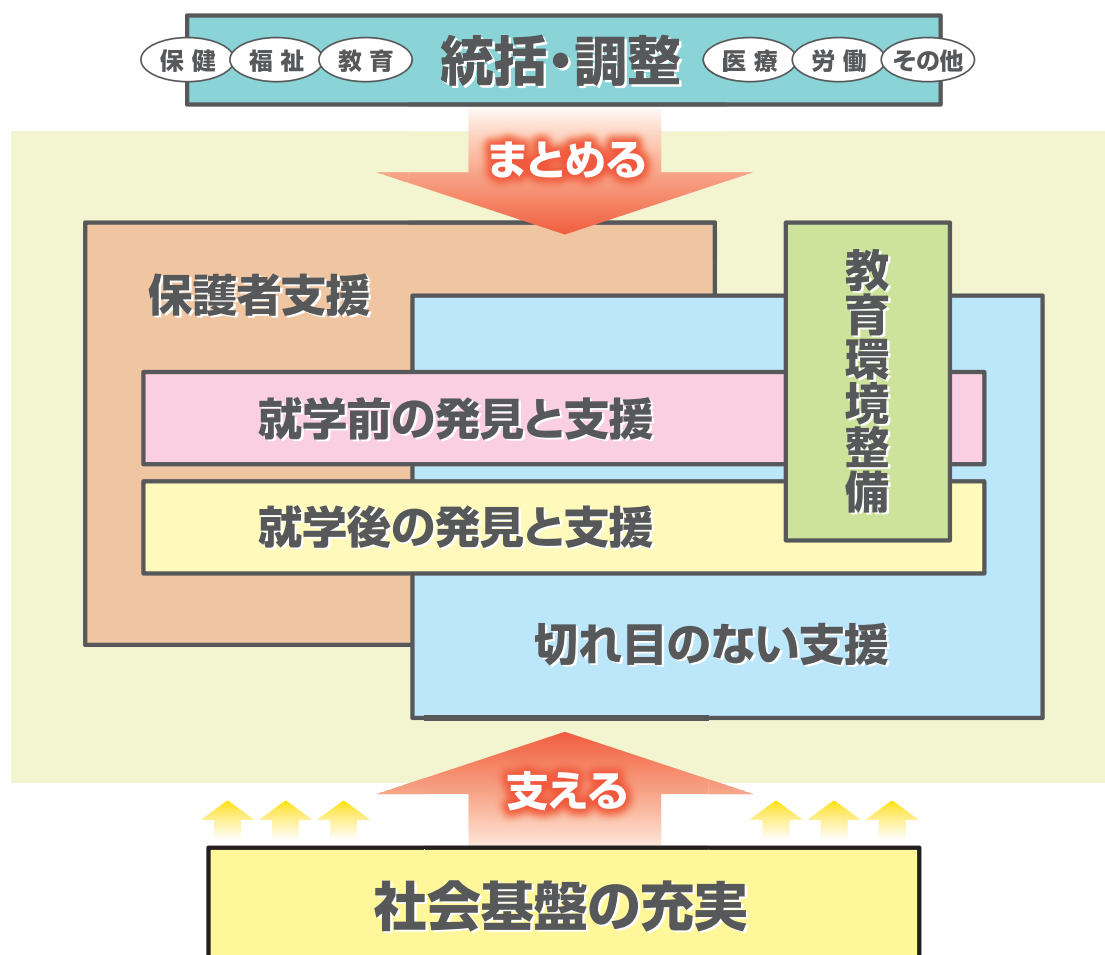 保健 福祉 教育 統括・調整 医療 労働 その他
まとめる
保護者支援
教育環境整備
就学前の発見と支援
就学後の発見と支援
切れ目のない支援
支える
社会基盤の充実